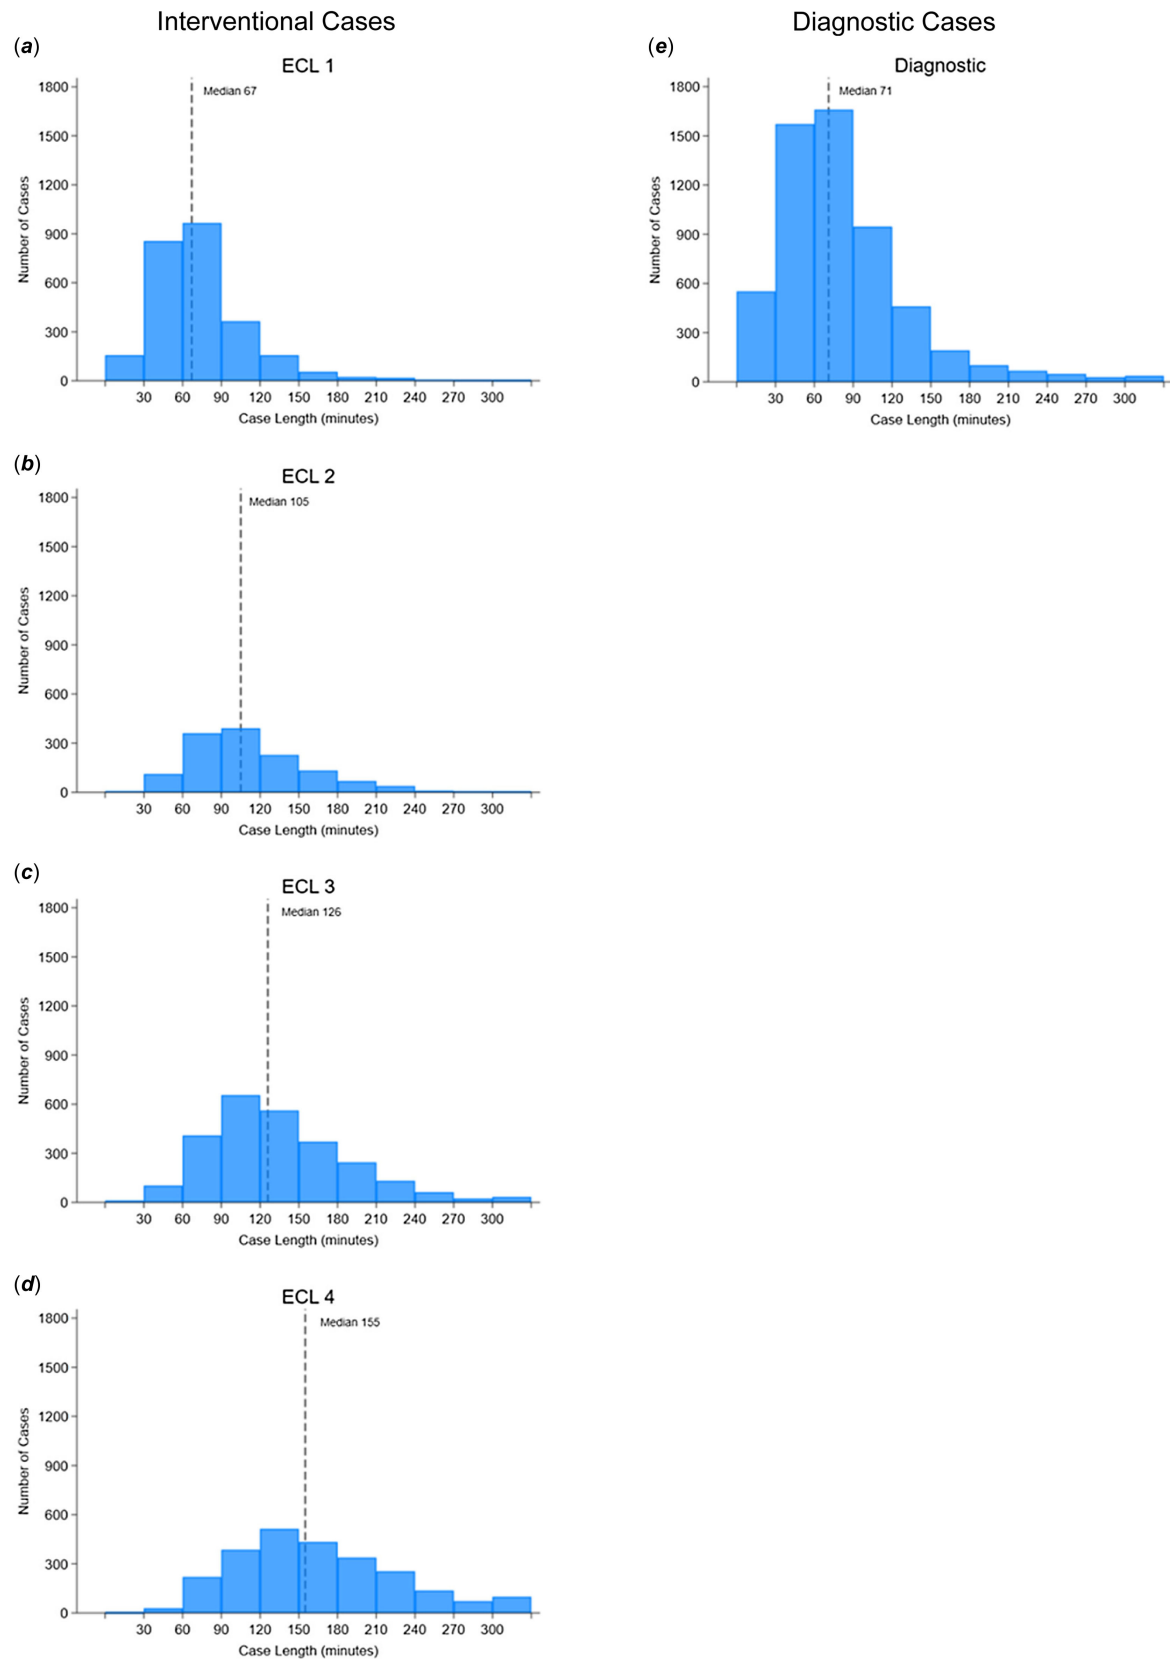 Interventional Cases
Diagnostic Cases
(a)
ECL 1
Median 67
1800
1500
1200
900
600
300
0
Number of Cases
30 60 90 120 150 180 210 240 270 300
Case Length (minutes)
(e)
Diagnostic
Median 71
1800
1500
1200
900
600
300
0
Number of Cases
30 60 90 120 150 180 210 240 270 300
Case Length (minutes)
(b)
ECL 2
Median 105
1800
1500
1200
900
600
300
0
Number of Cases
30 60 90 120 150 180 210 240 270 300
Case Length (minutes)
(c)
ECL 3
Median 126
1800
1500
1200
900
600
300
0
Number of Cases
30 60 90 120 150 180 210 240 270 300
Case Length (minutes)
(d)
ECL 4
Median 155
1800
1500
1200
900
600
300
0
Number of Cases
30 60 90 120 150 180 210 240 270 300
Case Length (minutes)